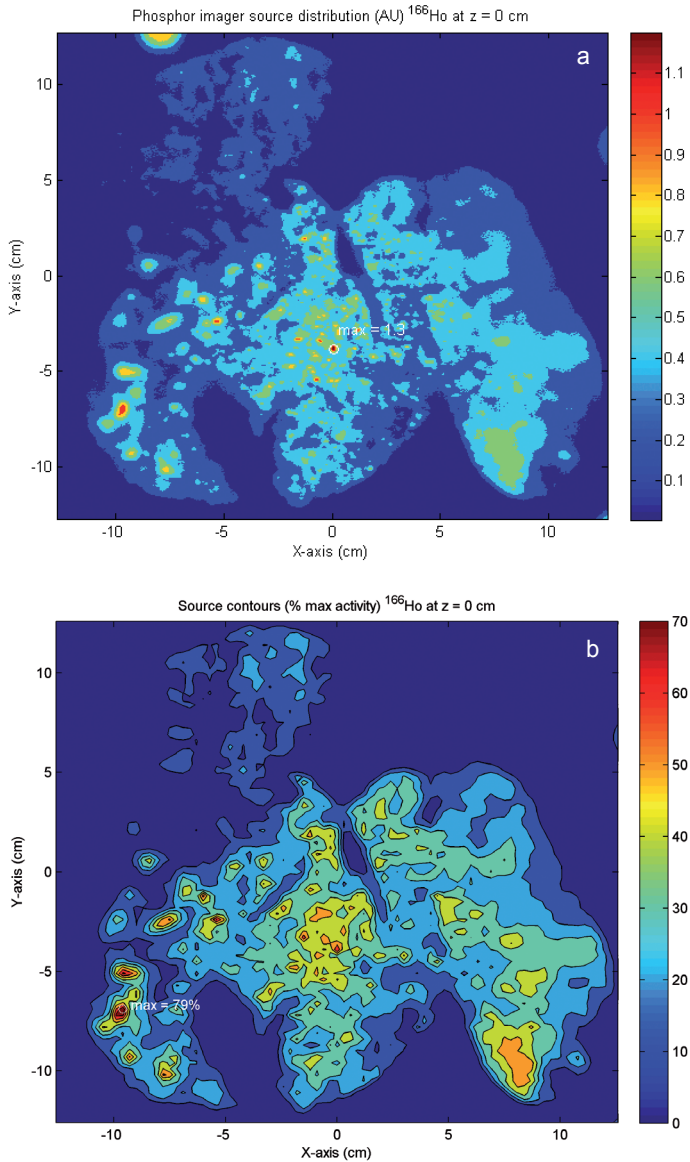 Phosphor imager source distribution (AU) ¹⁶⁶Ho at z = 0 cm
a
10
5
0
-5
-10
Y-axis (cm)
max = 1.3
-10 -5 0 5 10
X-axis (cm)
1.1
1
0.9
0.8
0.7
0.6
0.5
0.4
0.3
0.2
0.1
Source contours (% max activity) ¹⁶⁶Ho at z = 0 cm
b
10
5
0
-5
-10
Y-axis (cm)
max = 79%
-10 -5 0 5 10
X-axis (cm)
70
60
50
40
30
20
10
0